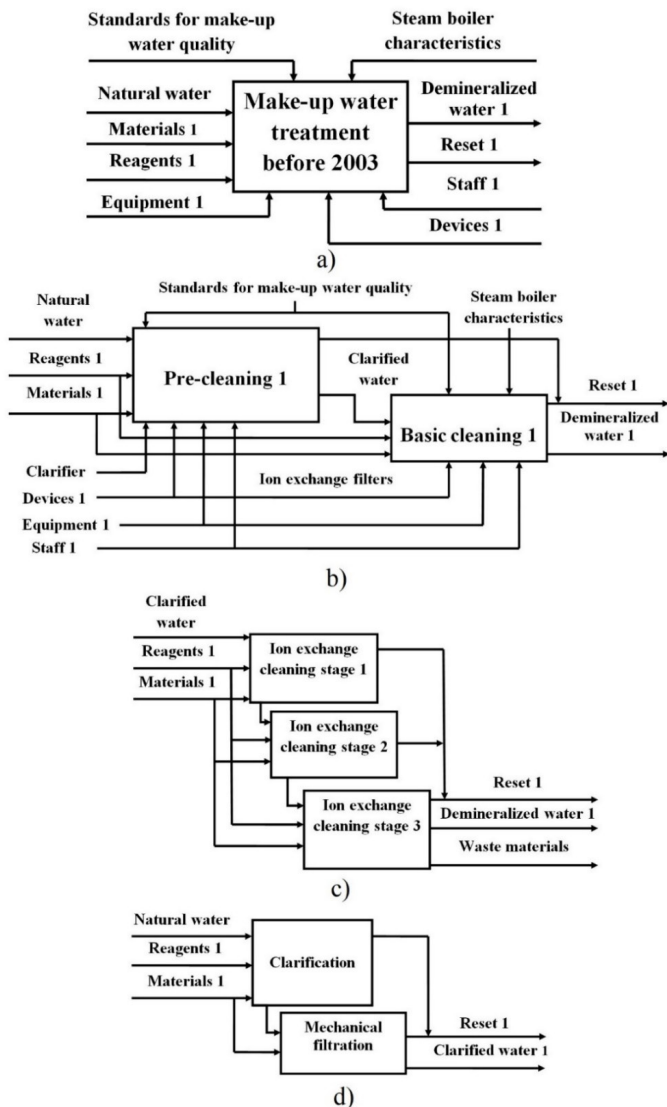 Standards for make-up
water quality
Steam boiler
characteristics
Natural water
Materials 1
Reagents 1
Equipment 1
Make-up water
treatment
before 2003
Demineralized
water 1
Reset 1
Staff 1
Devices 1
a)
Standards for make-up water quality
Natural
water
Steam boiler
characteristics
Reagents 1
Materials 1
Pre-cleaning 1
Clarified
water
Basic cleaning 1
Reset 1
Demineralized
water 1
Clarifier
Devices 1
Ion exchange filters
Equipment 1
Staff 1
b)
Clarified
water
Reagents 1
Materials 1
Ion exchange
cleaning stage 1
Ion exchange
cleaning stage 2
Ion exchange
cleaning stage 3
Reset 1
Demineralized water 1
Waste materials
c)
Natural water
Reagents 1
Materials 1
Clarification
Mechanical
filtration
Reset 1
Clarified water 1
d)